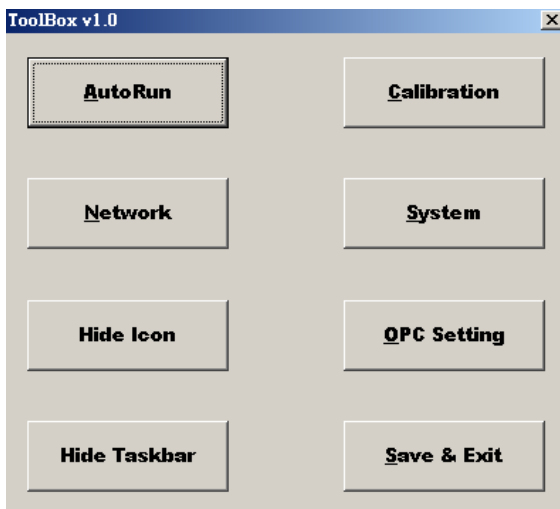 ToolBox v1.0
AutoRun
Calibration
Network
System
Hide Icon
OPC Setting
Hide Taskbar
Save & Exit